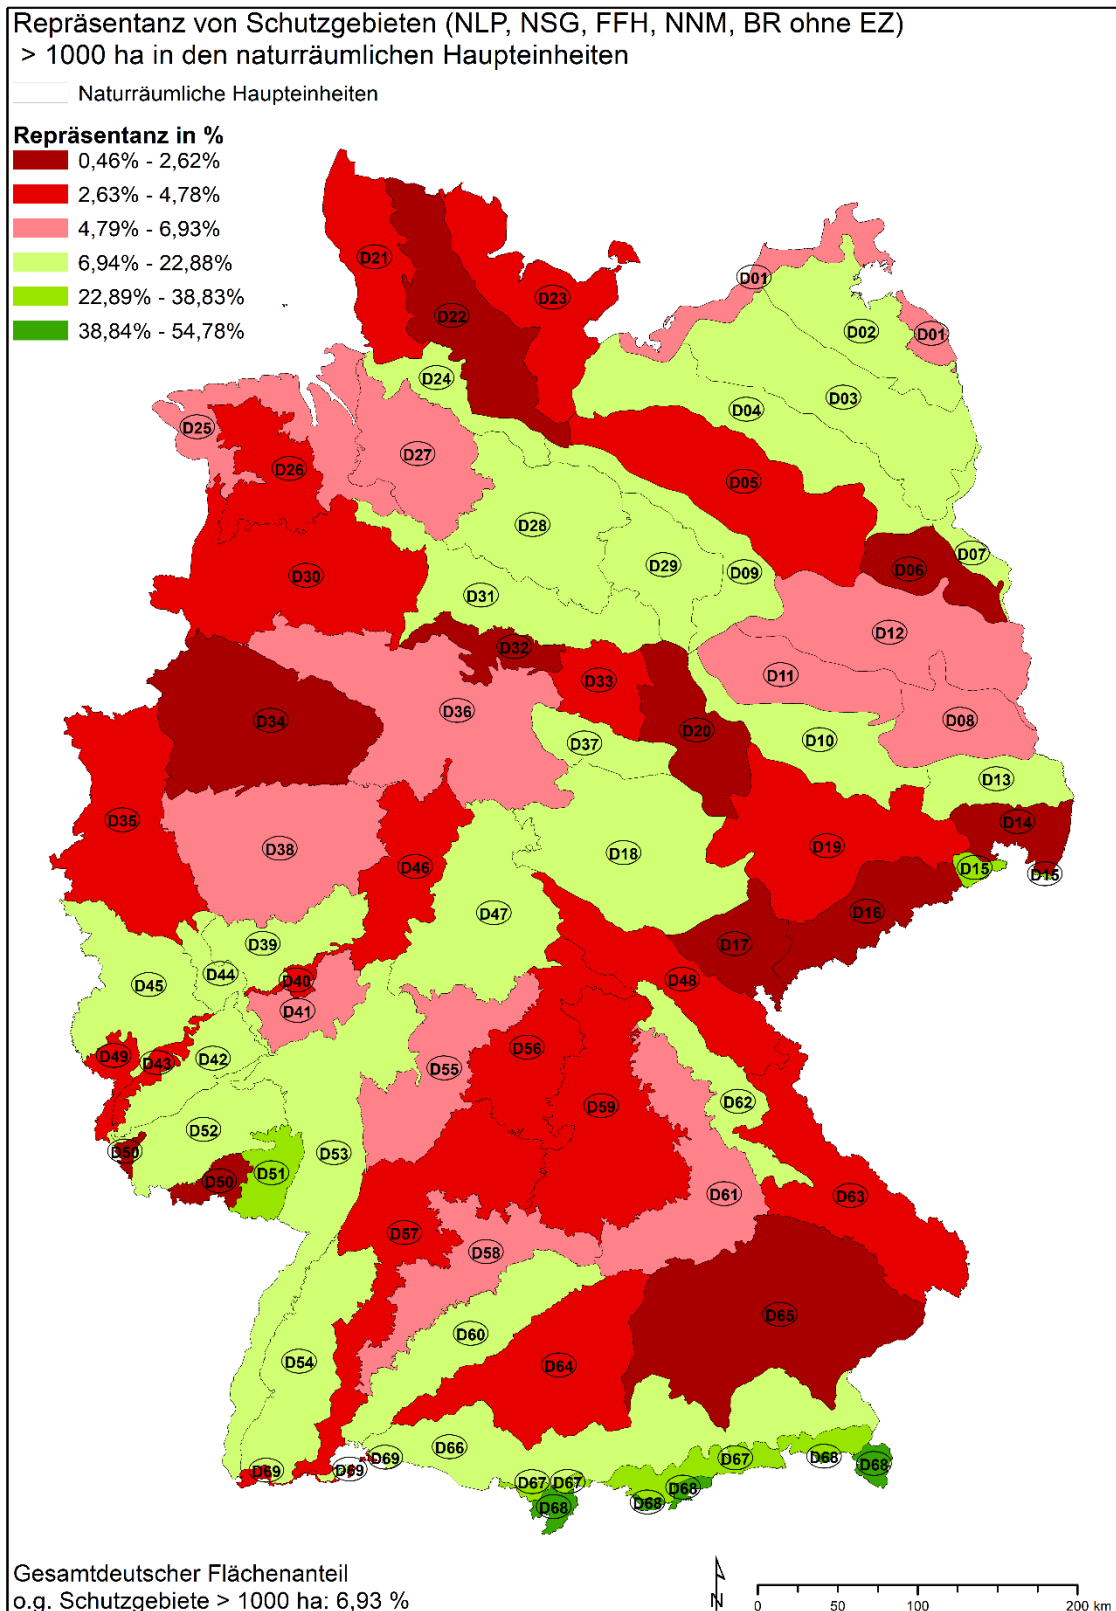 Repräsentanz von Schutzgebieten (NLP, NSG, FFH, NNM, BR ohne EZ)
> 1000 ha in den naturräumlichen Haupteinheiten
Naturräumliche Haupteinheiten
Repräsentanz in %
0,46% - 2,62%
2,63% - 4,78%
4,79% - 6,93%
6,94% - 22,88%
22,89% - 38,83%
38,84% - 54,78%
D21
D01
D23
D22
D02
D01
D24
D03
D04
D25
D27
D26
D05
D28
D07
D29
D09
D06
D30
D31
D12
D32
D11
D33
D36
D34
D08
D20
D10
D37
D13
D35
D14
D38
D19
D18
D46
D15
D15
D47
D16
D39
D17
D44
D40
D48
D45
D41
D56
D49
D43
D42
D55
D62
D59
D52
D50
D53
D51
D50
D61
D63
D57
D58
D65
D60
D54
D64
D66
D69
D67
D68
D69
D69
D68
D67
D67
D68
D68
D68
Gesamtdeutscher Flächenanteil
o.g. Schutzgebiete > 1000 ha: 6,93 %
N
0 50 100 200 km